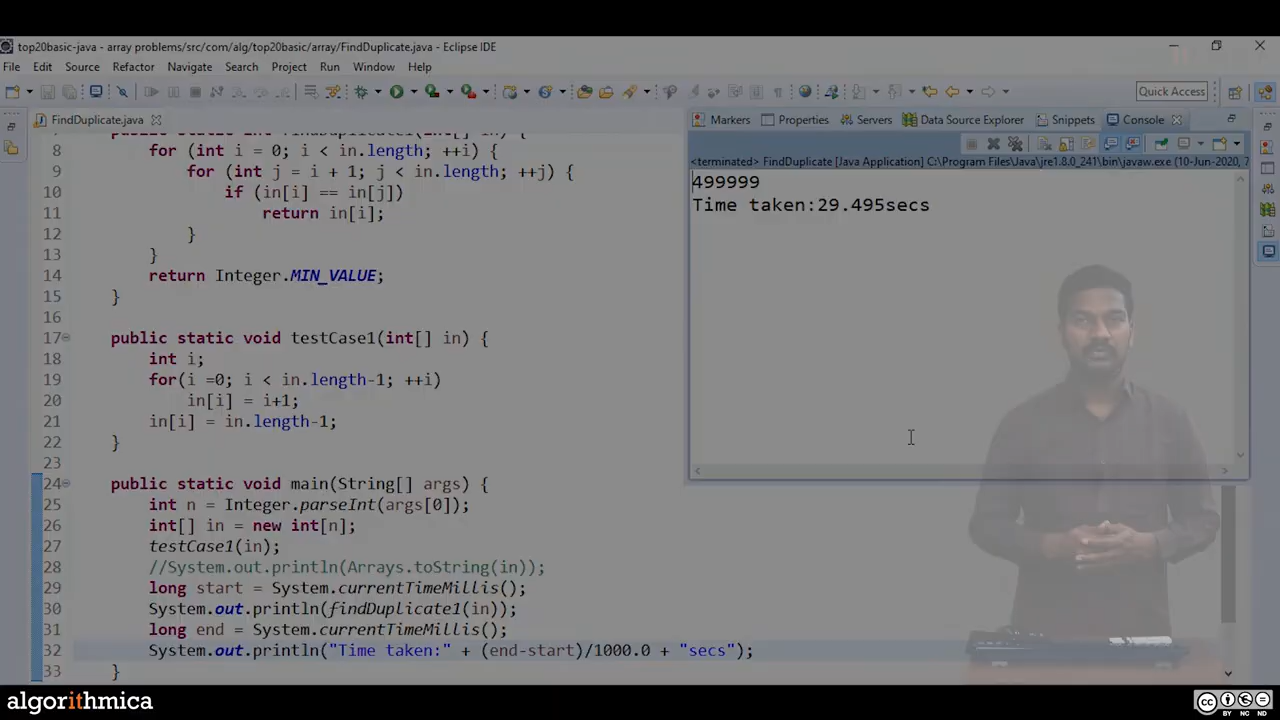 top20basic-java - array problems/src/com/alg/top20basic/array/FindDuplicate.java - Eclipse IDE
File Edit Source Refactor Navigate Search Project Run Window Help
Quick Access
FindDuplicate.java
8 for (int i = 0; i < in.length; ++i) {
9 for (int j = i + 1; j < in.length; ++j) {
10 if (in[i] == in[j])
11 return in[i];
12 }
13 }
14 return Integer.MIN_VALUE;
15 }
16
17 public static void testCase1(int[] in) {
18 int i;
19 for(i =0; i < in.length-1; ++i)
20 in[i] = i+1;
21 in[i] = in.length-1;
22 }
23
24 public static void main(String[] args) {
25 int n = Integer.parseInt(args[0]);
26 int[] in = new int[n];
27 testCase1(in);
28 //System.out.println(Arrays.toString(in));
29 long start = System.currentTimeMillis();
30 System.out.println(findDuplicate1(in));
31 long end = System.currentTimeMillis();
32 System.out.println("Time taken:" + (end-start)/1000.0 + "secs");
33 }
Markers Properties Servers Data Source Explorer Snippets Console
<terminated> FindDuplicate [Java Application] C:\Program Files\Java\jre1.8.0_241\bin\javaw.exe (10-Jun-2020, 7
499999
Time taken:29.495secs
algorithmica
cc
BY NC ND